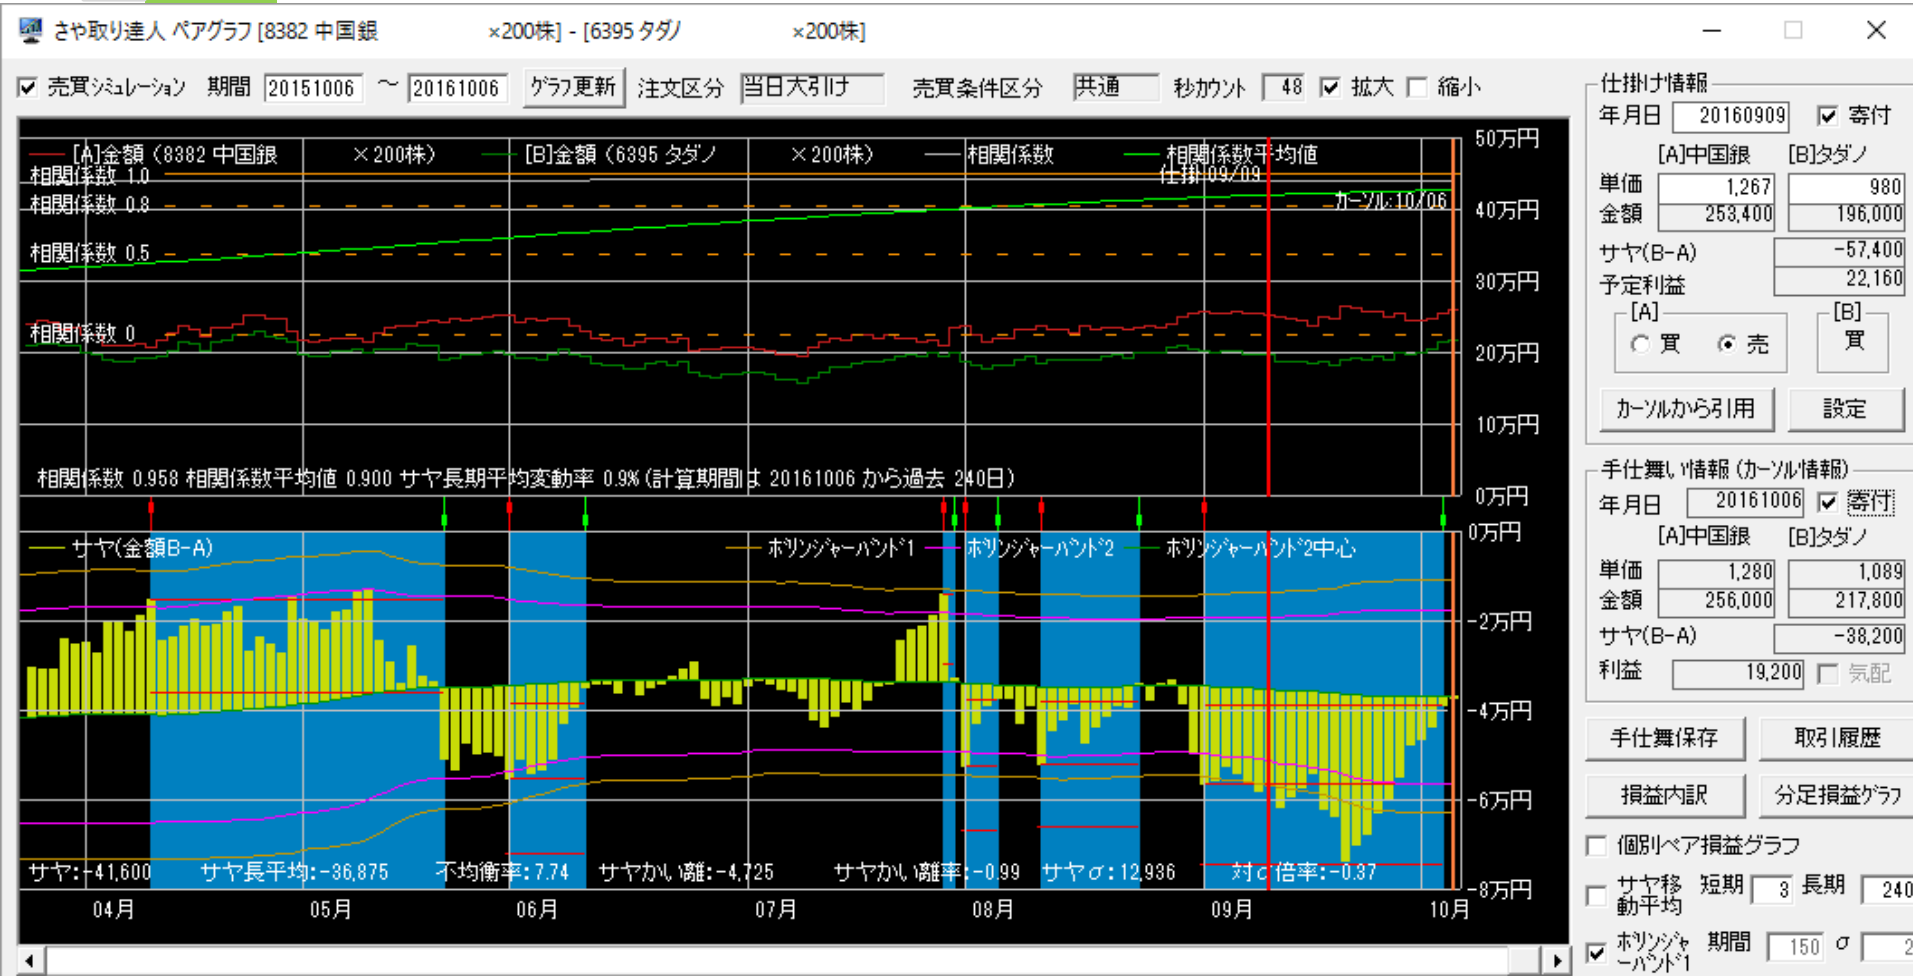 さや取り達人 ペアグラフ [8382 中国銀 ×200株] - [6395 タダノ ×200株]
売買シミュレーション 期間 20151006 ～ 20161006 グラフ更新 注文区分 当日大引け 売買条件区分 共通 秒カウント 48 拡大 縮小
[A]金額 (8382 中国銀 ×200株) [B]金額 (6395 タダノ ×200株) 相関係数 相関係数平均値
相関係数 1.0
仕掛:09/09
相関係数 0.8
カーソル:10/06
相関係数 0.5
相関係数 0
50万円
40万円
30万円
20万円
10万円
0万円
相関係数 0.958 相関係数平均値 0.900 サヤ長期平均変動率 0.9% (計算期間は 20161006 から過去 240日)
サヤ(金額B-A) ボリンジャーバンド1 ボリンジャーバンド2 ボリンジャーバンド2中心
0万円
-2万円
-4万円
-6万円
-8万円
サヤ:-41,600 サヤ長平均:-36,875 不均衡率:7.74 サヤかい離:-4,725 サヤかい離率:-0.99 サヤσ:12,936 対σ倍率:-0.37
04月 05月 06月 07月 08月 09月 10月
仕掛け情報
年月日 20160909 寄付
[A]中国銀 [B]タダノ
単価 1,267 980
金額 253,400 196,000
サヤ(B-A) -57,400
予定利益 22,160
[A] [B]
買 売 買
カーソルから引用 設定
手仕舞い情報 (カーソル情報)
年月日 20161006 寄付
[A]中国銀 [B]タダノ
単価 1,280 1,089
金額 256,000 217,800
サヤ(B-A) -38,200
利益 19,200 気配
手仕舞保存 取引履歴
損益内訳 分足損益グラフ
個別ペア損益グラフ
サヤ移動平均 短期 3 長期 240
ボリンジャーバンド1 期間 150 σ 2